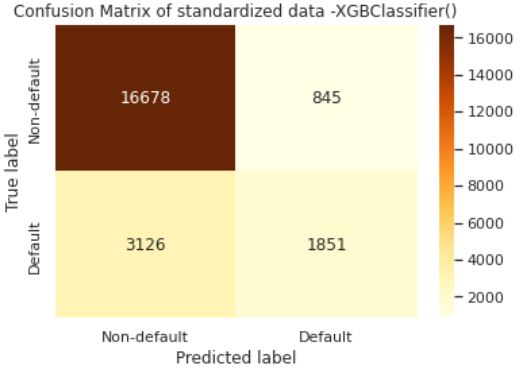 Confusion Matrix of standardized data -XGBClassifier()
True label
Non-default
16678
845
Default
3126
1851
Non-default
Default
Predicted label
16000
14000
12000
10000
8000
6000
4000
2000